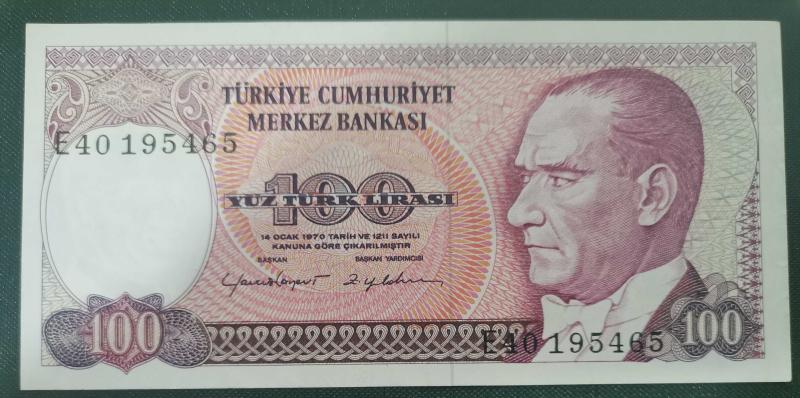 TÜRKİYE CUMHURİYET
MERKEZ BANKASI
E40 195465
100
YÜZ TÜRK LİRASI
14 OCAK 1970 TARİH VE 1211 SAYILI
KANUNA GÖRE ÇIKARILMIŞTIR
BAŞKAN BAŞKAN YARDIMCISI
E40 195465
100 100